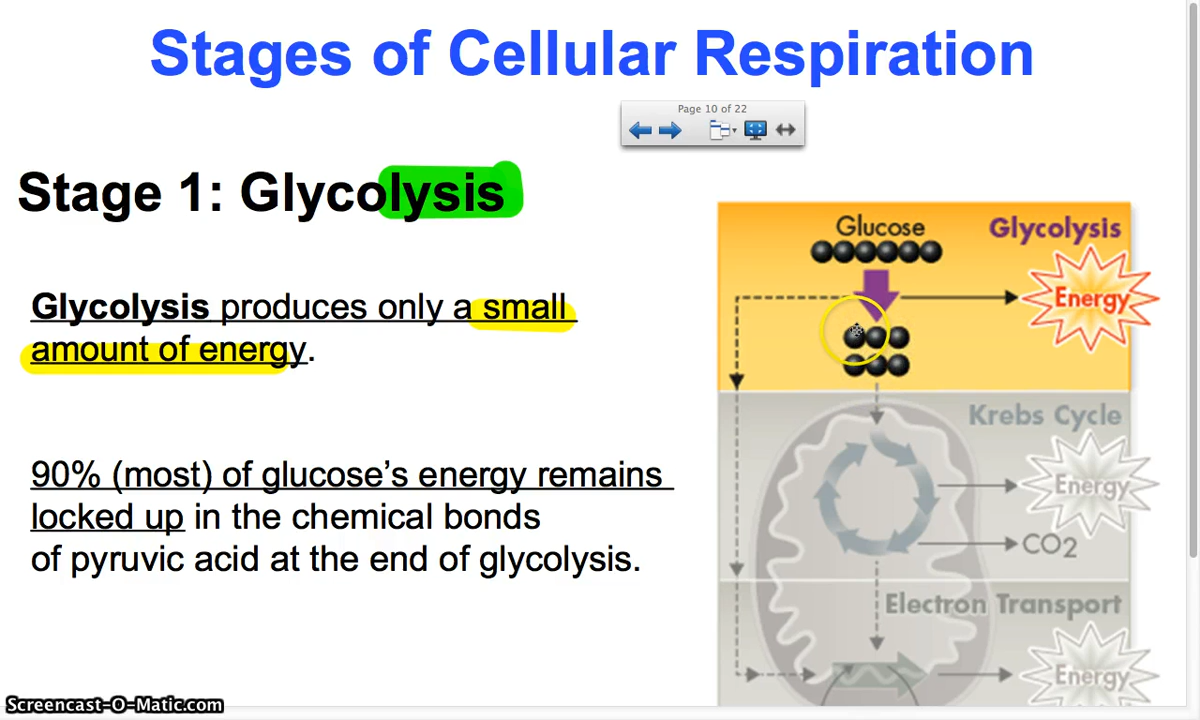 Stages of Cellular Respiration
Page 10 of 22
Stage 1: Glycolysis
Glycolysis produces only a small
amount of energy.
90% (most) of glucose’s energy remains
locked up in the chemical bonds
of pyruvic acid at the end of glycolysis.
Glucose
Glycolysis
Energy
Krebs Cycle
Energy
CO2
Electron Transport
Energy
Screencast-O-Matic.com